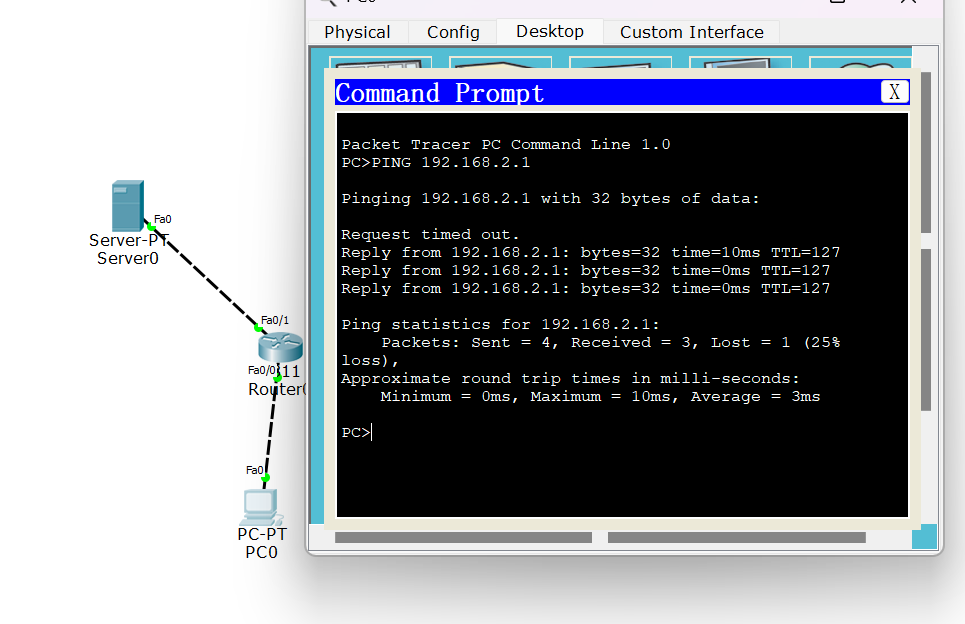 Physical
Config
Desktop
Custom Interface
Command Prompt
X
Packet Tracer PC Command Line 1.0
PC>PING 192.168.2.1
Pinging 192.168.2.1 with 32 bytes of data:
Request timed out.
Reply from 192.168.2.1: bytes=32 time=10ms TTL=127
Reply from 192.168.2.1: bytes=32 time=0ms TTL=127
Reply from 192.168.2.1: bytes=32 time=0ms TTL=127
Ping statistics for 192.168.2.1:
Packets: Sent = 4, Received = 3, Lost = 1 (25%
loss),
Approximate round trip times in milli-seconds:
Minimum = 0ms, Maximum = 10ms, Average = 3ms
PC>
Fa0
Server-PT
Server0
Fa0/1
Fa0/0
Fa0
PC-PT
PC0